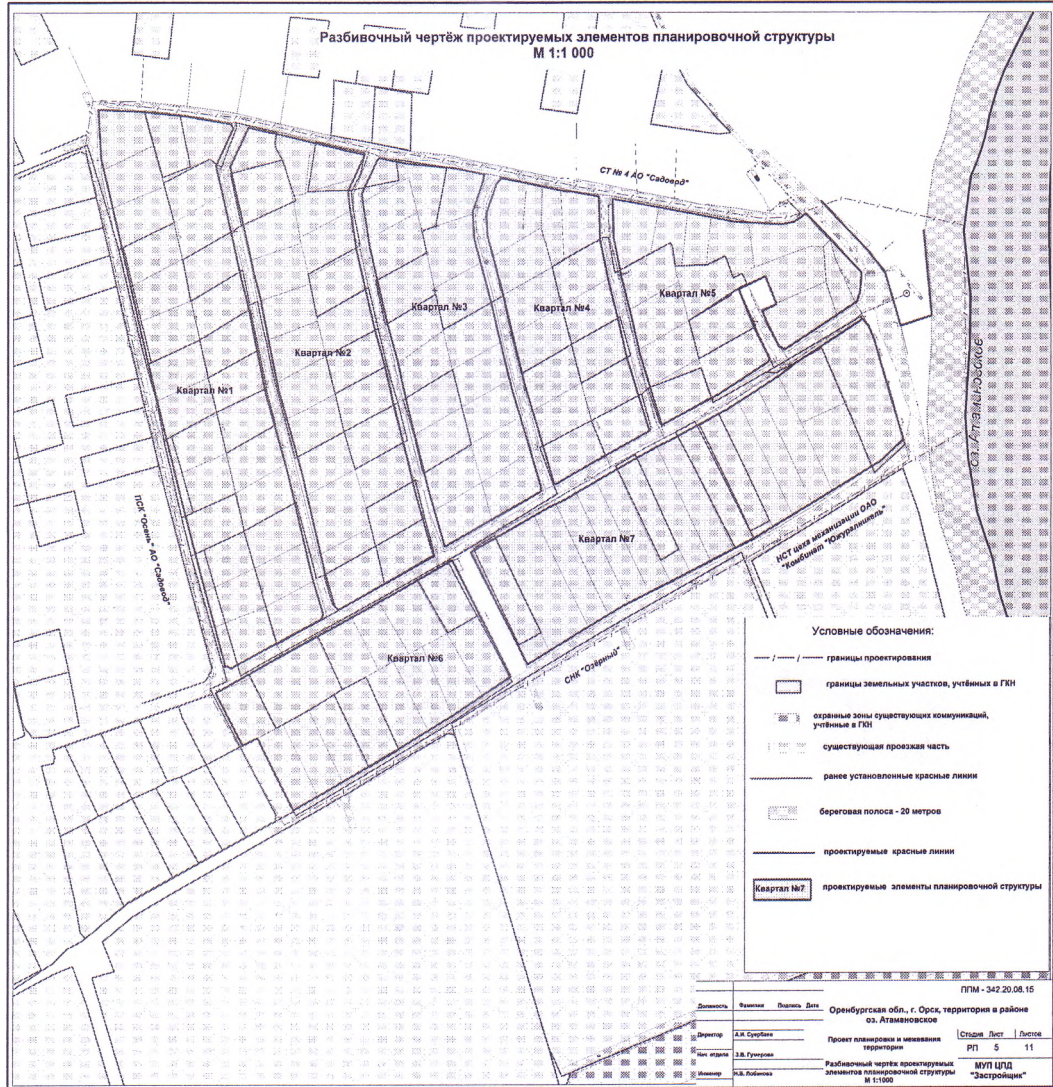 Разбивочный чертёж проектируемых элементов планировочной структуры
М 1:1 000
СТ № 4 АО "Садоврд"
Квартал №5
Квартал №3
Квартал №4
Квартал №2
Квартал №1
оз.Атамановское
ПСК "Осень" АО "Садовод"
Квартал №7
НСТ цеха механизации ОАО
"Комбинат "Южуралникель"
Квартал №6
СНК "Озёрный"
Условные обозначения:
границы проектирования
границы земельных участков, учтённых в ГКН
охранные зоны существующих коммуникаций,
учтённые в ГКН
существующая проезжая часть
ранее установленные красные линии
береговая полоса - 20 метров
проектируемые красные линии
Квартал №7 проектируемые элементы планировочной структуры
ППМ - 342.20.08.15
Должность Фамилия Подпись Дата
Оренбургская обл., г. Орск, территория в районе
оз. Атамановское
Директор А.И.
Проект планировки и межевания
территории
Стадия Лист Листов
РП 5 11
Нач. отдела З.В. Гумерова
Инженер Н.В. Лобанова
Разбивочный чертёж проектируемых
элементов планировочной структуры
М 1:1000
МУП ЦПД
"Застройщик"